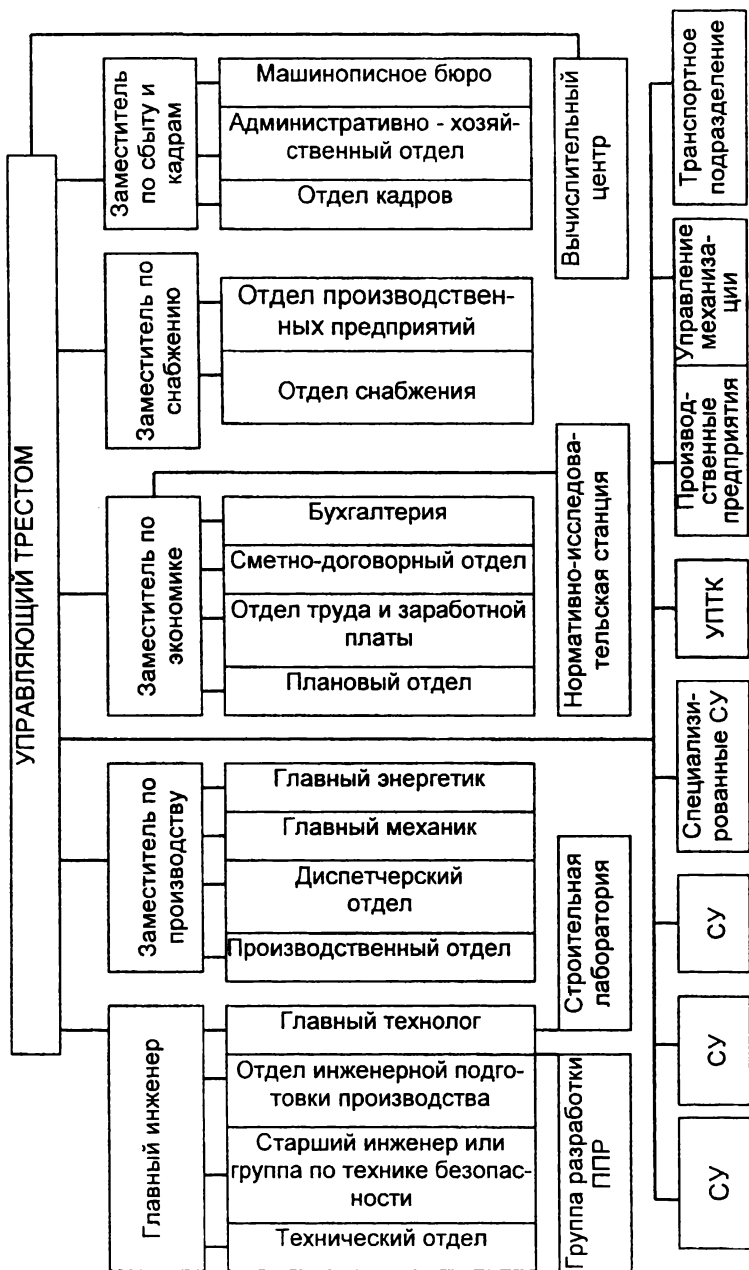 УПРАВЛЯЮЩИЙ ТРЕСТОМ
Главный инженер
Технический отдел
Старший инженер или
группа по технике безопас-
ности
Отдел инженерной подго-
товки производства
Главный технолог
Группа разработки
ППР
Строительная
лаборатория
Заместитель по
производству
Производственный отдел
Диспетчерский
отдел
Главный механик
Главный энергетик
Заместитель по
экономике
Плановый отдел
Отдел труда и заработной
платы
Сметно-договорный отдел
Бухгалтерия
Нормативно-исследова-
тельская станция
Заместитель по
снабжению
Отдел снабжения
Отдел производствен-
ных предприятий
Заместитель
по сбыту и
кадрам
Отдел кадров
Административно - хозяй-
ственный отдел
Машинописное бюро
Вычислительный
центр
СУ
СУ
СУ
Специализи-
рованные СУ
УПТК
Производ-
ственные
предприятия
Управление
механиза-
ции
Транспортное
подразделение